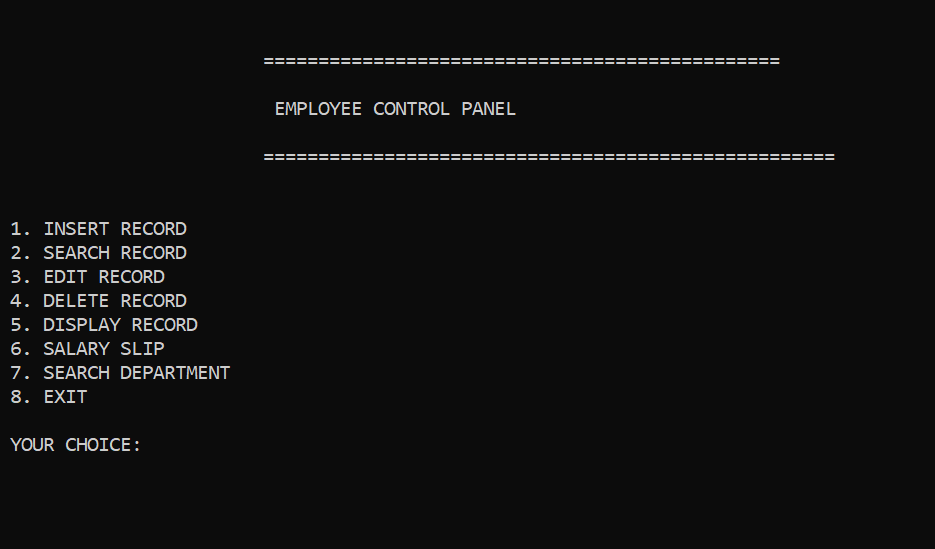 ===============================================
EMPLOYEE CONTROL PANEL
====================================================
1. INSERT RECORD
2. SEARCH RECORD
3. EDIT RECORD
4. DELETE RECORD
5. DISPLAY RECORD
6. SALARY SLIP
7. SEARCH DEPARTMENT
8. EXIT
YOUR CHOICE: